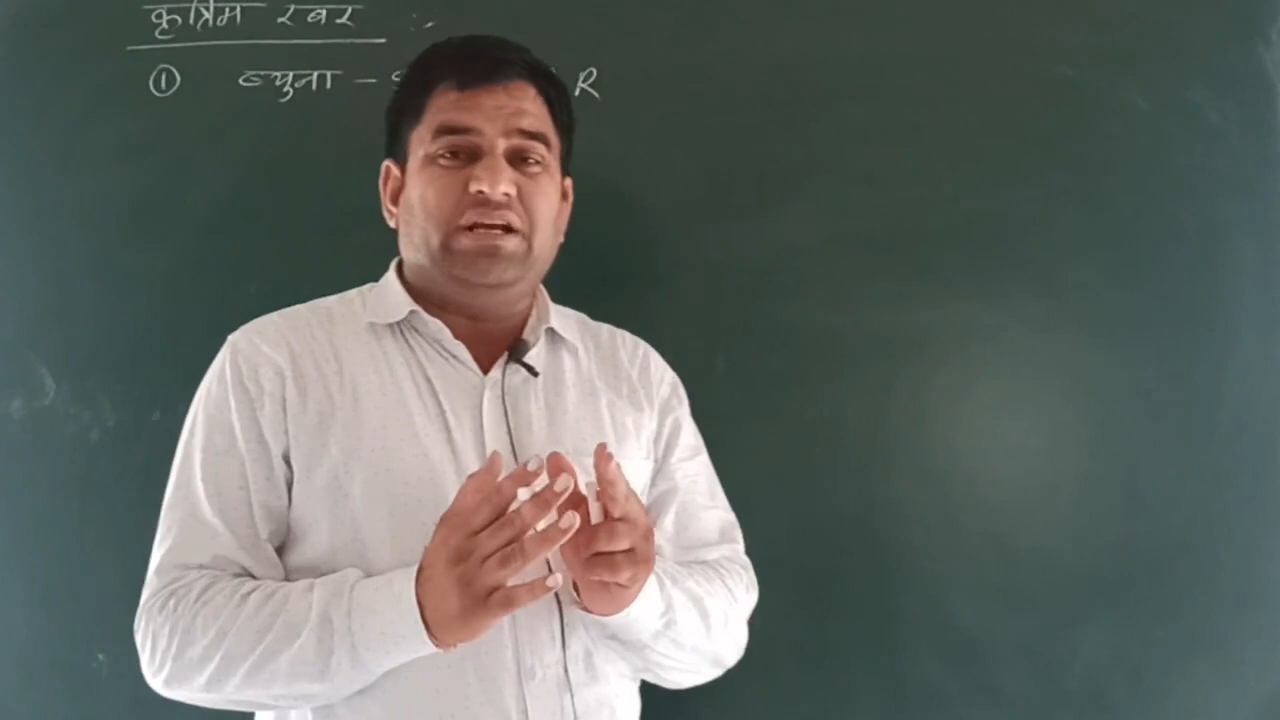 कृत्रिम रबर :-
① ब्युना - R